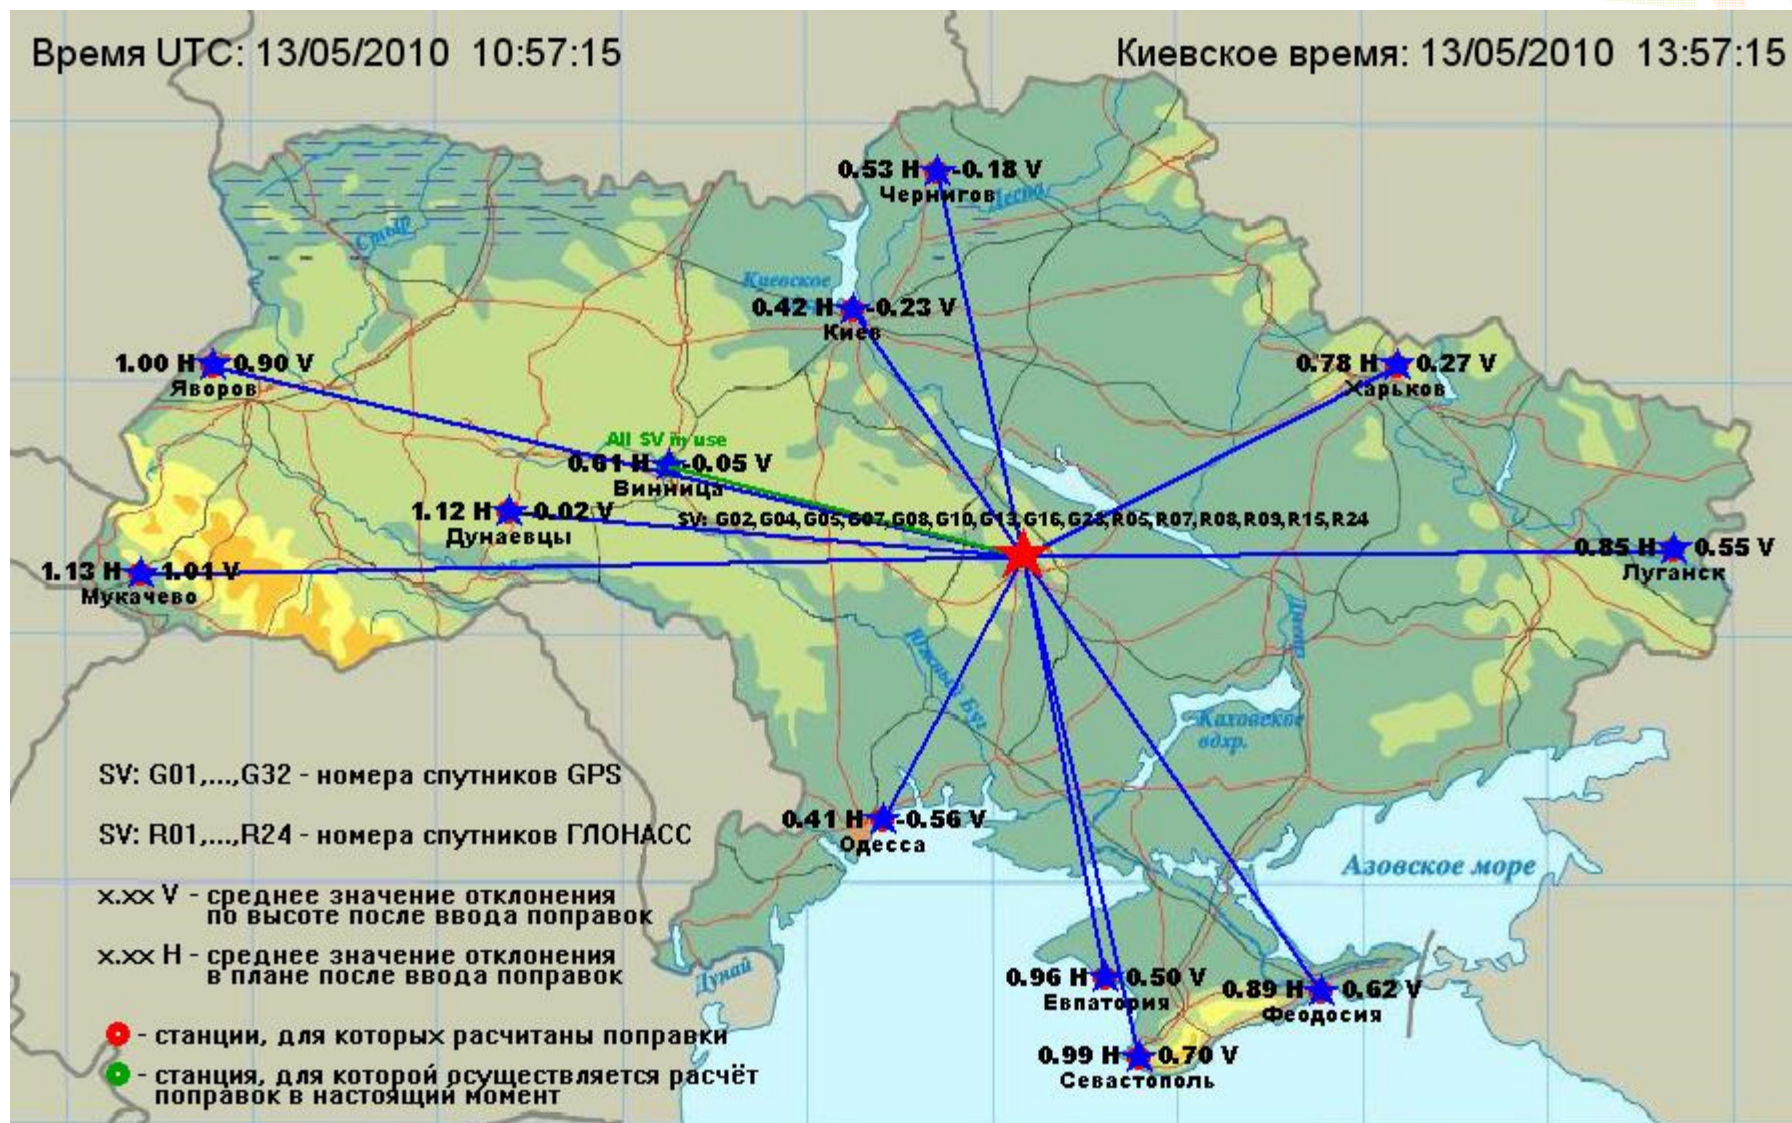 Время UTC: 13/05/2010 10:57:15
Киевское время: 13/05/2010 13:57:15
0.53 H -0.18 V
Чернигов
Десна
Стыр
Киевское
0.42 H -0.23 V
Киев
1.00 H 0.90 V
Яворов
0.78 H 0.27 V
Харьков
All SV in use
0.61 H -0.05 V
Винница
1.12 H -0.02 V
Дунаевцы
SV: G02,G04,G05,G07,G08,G10,G13,G16,G23,R05,R07,R08,R09,R15,R24
0.85 H 0.55 V
Луганск
1.13 H 1.01 V
Мукачево
Днепр
Южный Буг
Каховское
вдхр.
SV: G01,...,G32 - номера спутников GPS
SV: R01,...,R24 - номера спутников ГЛОНАСС
0.41 H -0.56 V
Одесса
Азовское море
x.xx V - среднее значение отклонения
по высоте после ввода поправок
x.xx H - среднее значение отклонения
в плане после ввода поправок
Дунай
0.96 H 0.50 V
Евпатория
0.89 H 0.62 V
Феодосия
- станции, для которых расчитаны поправки
0.99 H 0.70 V
Севастополь
- станция, для которой осуществляется расчёт
поправок в настоящий момент